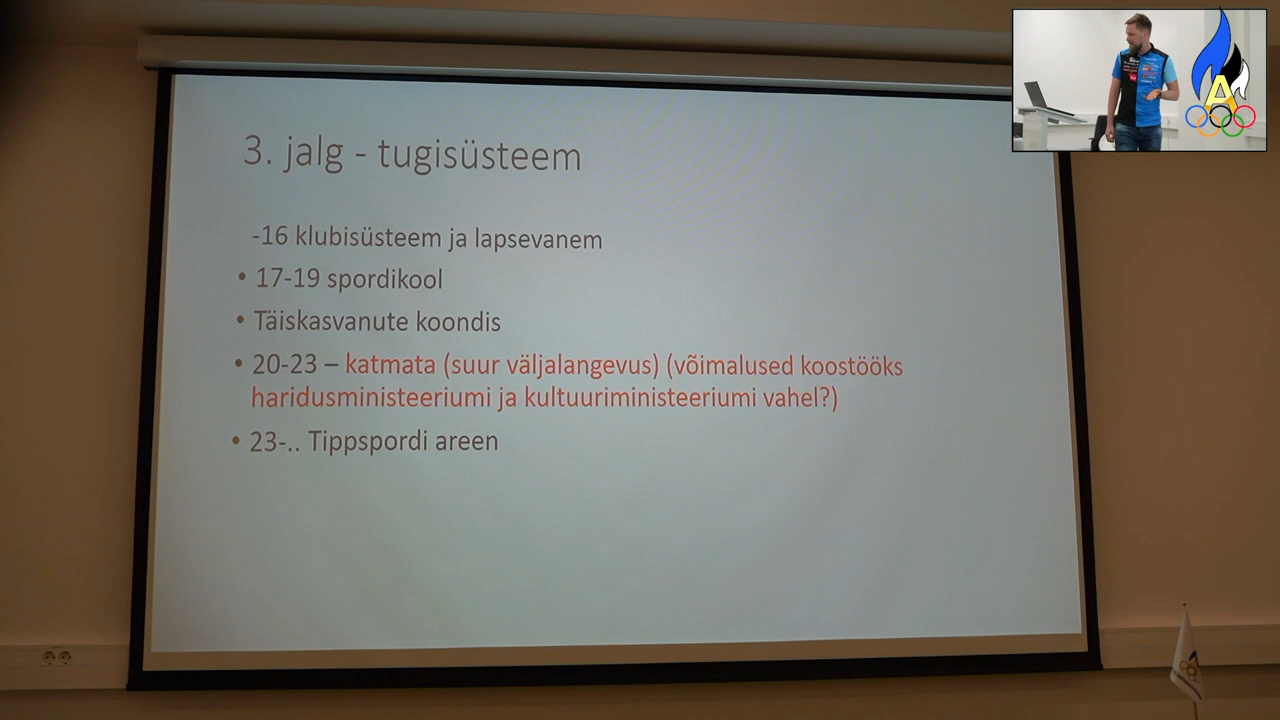 3. jalg - tugisüsteem
-16 klubisüsteem ja lapsevanem
• 17-19 spordikool
• Täiskasvanute koondis
• 20-23 – katmata (suur väljalangevus) (võimalused koostööks
haridusministeeriumi ja kultuuriministeeriumi vahel?)
• 23-.. Tippspordi areen
A